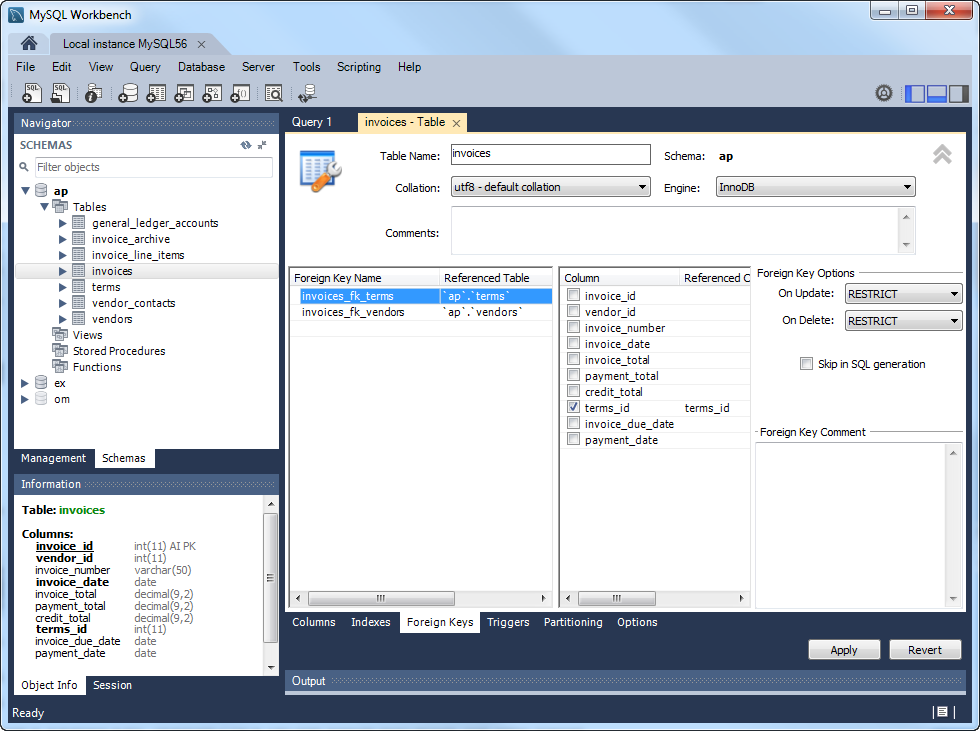 MySQL Workbench
Local instance MySQL56
File Edit View Query Database Server Tools Scripting Help
Navigator
SCHEMAS
Filter objects
ap
Tables
general_ledger_accounts
invoice_archive
invoice_line_items
invoices
terms
vendor_contacts
vendors
Views
Stored Procedures
Functions
ex
om
Management Schemas
Information
Table: invoices
Columns:
invoice_id int(11) AI PK
vendor_id int(11)
invoice_number varchar(50)
invoice_date date
invoice_total decimal(9,2)
payment_total decimal(9,2)
credit_total decimal(9,2)
terms_id int(11)
invoice_due_date date
payment_date date
Object Info Session
Query 1 invoices - Table
Table Name: invoices Schema: ap
Collation: utf8 - default collation Engine: InnoDB
Comments:
Foreign Key Name Referenced Table
invoices_fk_terms `ap`.`terms`
invoices_fk_vendors `ap`.`vendors`
Column Referenced C
invoice_id
vendor_id
invoice_number
invoice_date
invoice_total
payment_total
credit_total
terms_id terms_id
invoice_due_date
payment_date
Foreign Key Options
On Update: RESTRICT
On Delete: RESTRICT
Skip in SQL generation
Foreign Key Comment
Columns Indexes Foreign Keys Triggers Partitioning Options
Apply Revert
Output
Ready